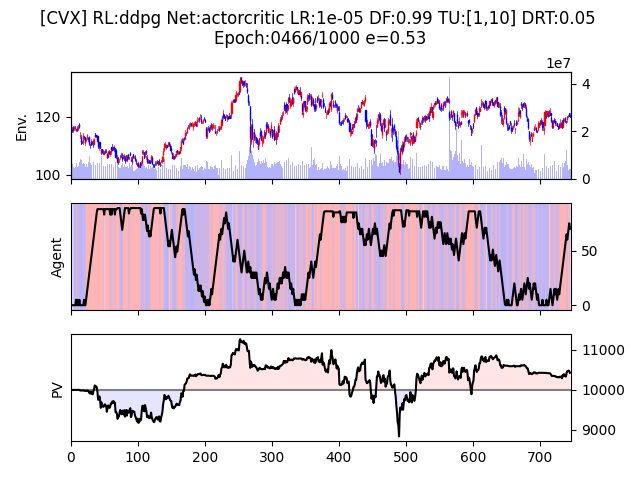 [CVX] RL:ddpg Net:actorcritic LR:1e-05 DF:0.99 TU:[1,10] DRT:0.05
Epoch:0466/1000 e=0.53
1e7
Env.
120
100
4
2
0
Agent
50
0
PV
11000
10000
9000
0 100 200 300 400 500 600 700